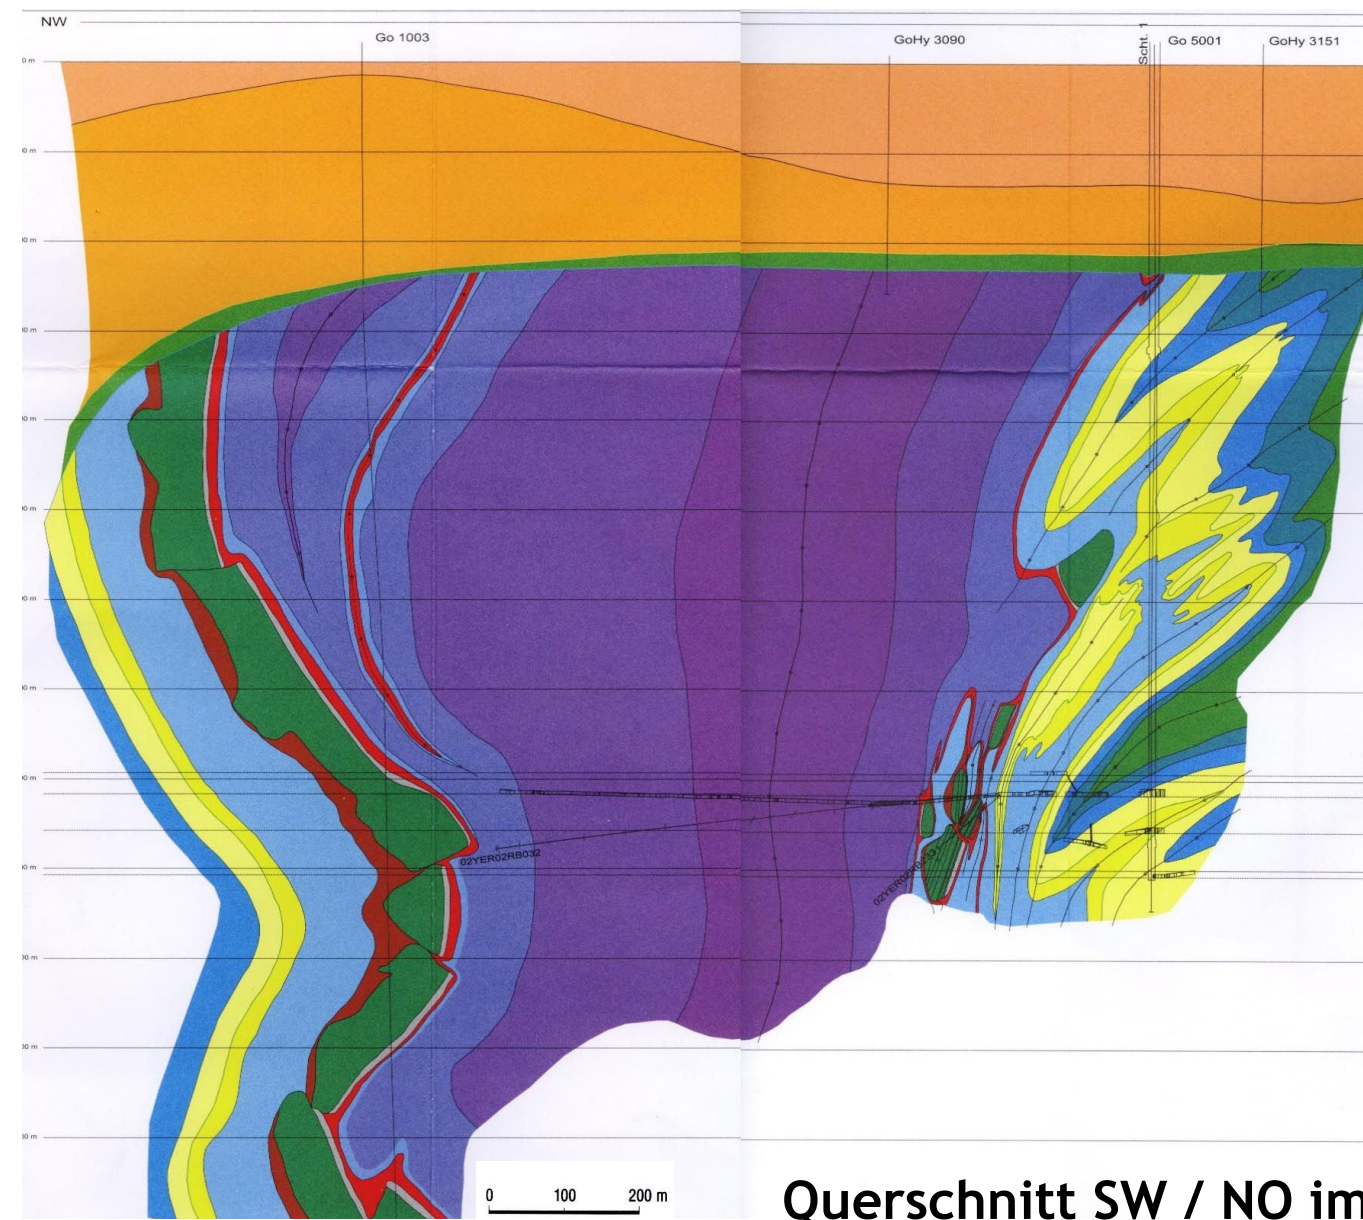 NW
Go 1003
GoHy 3090
Scht. 1
Go 5001
GoHy 3151
02YER02RB032
0 100 200 m
Querschnitt SW / NO im